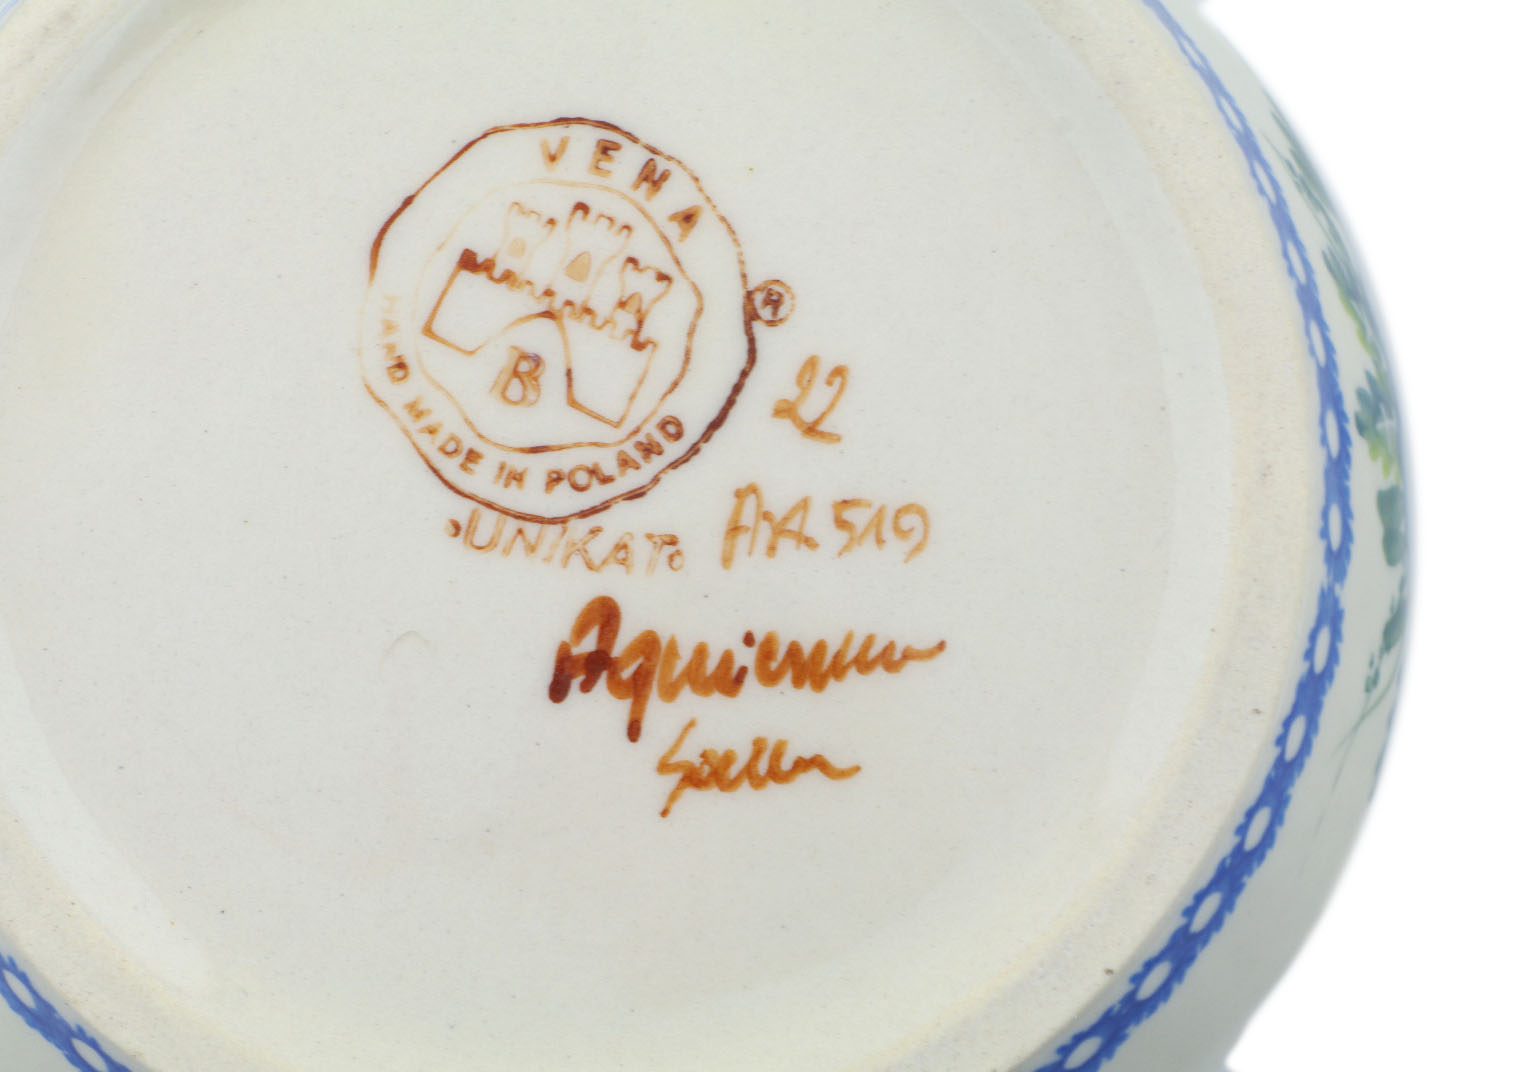 VENA
®
B
HAND MADE IN POLAND
22
UNIKAT
AA 519